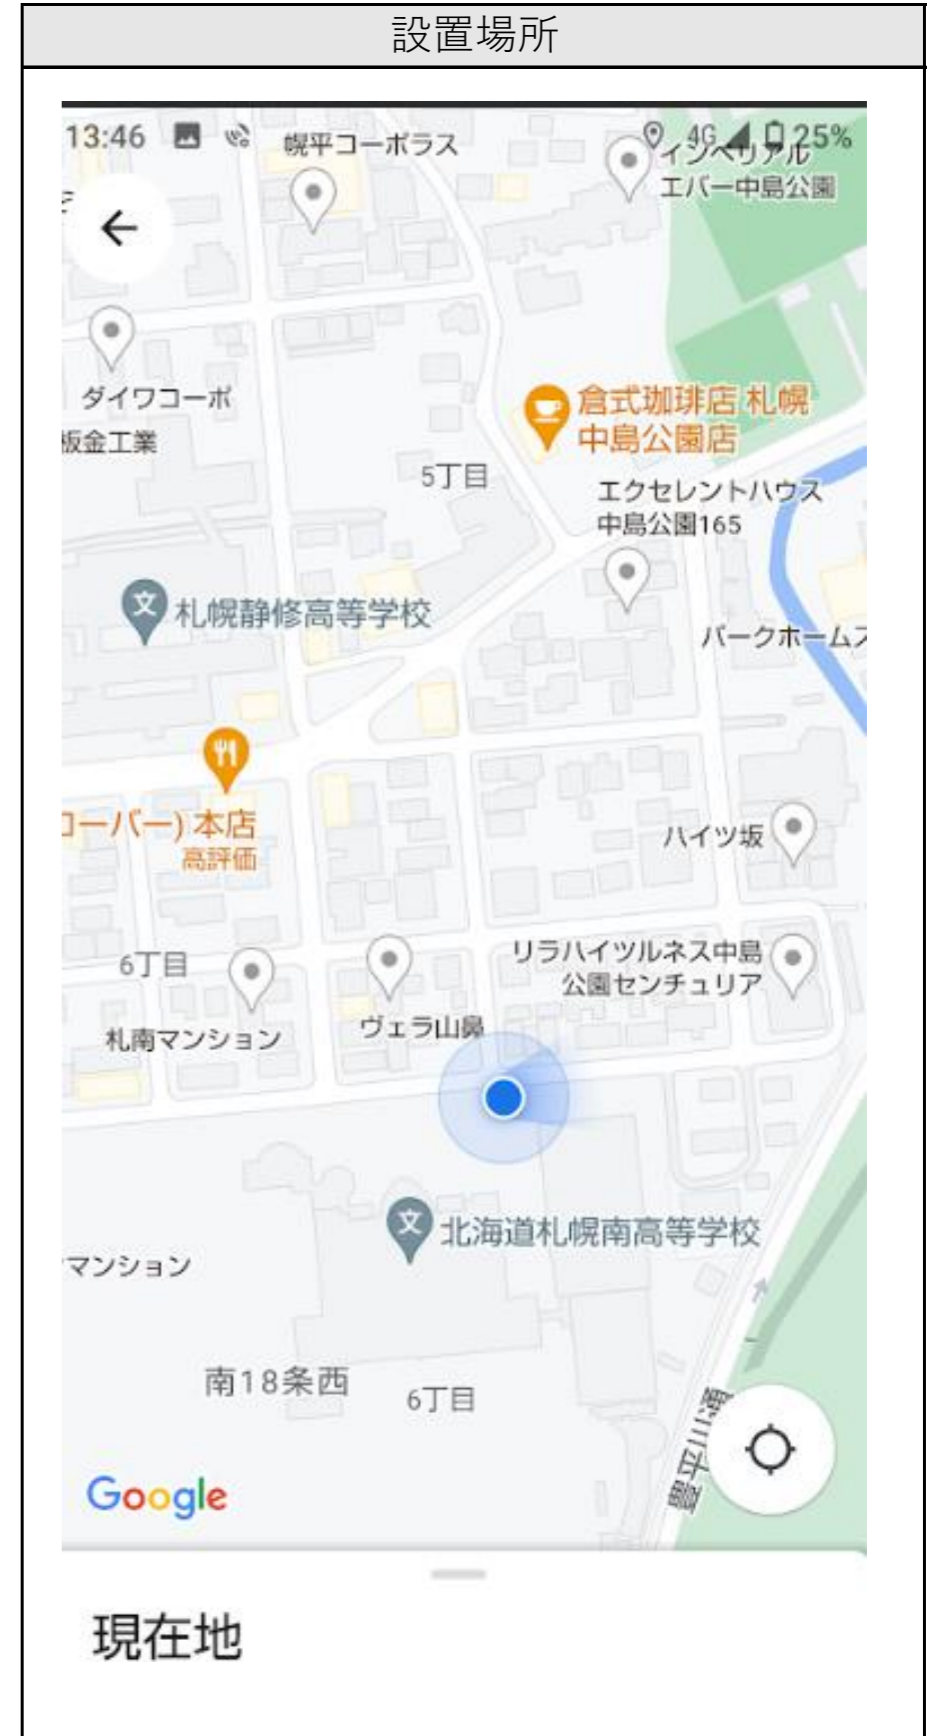 設置場所
13:46
4G
25%
幌平コーポラス
インペリアル
エバー中島公園
ダイワコーポ
板金工業
倉式珈琲店 札幌
中島公園店
5丁目
エクセレントハウス
中島公園165
札幌静修高等学校
パークホームズ
ローバー) 本店
高評価
ハイツ坂
6丁目
リラハイツルネス中島
公園センチュリア
札南マンション
ヴェラ山鼻
北海道札幌南高等学校
マンション
南18条西
6丁目
豊平川通
Google
現在地